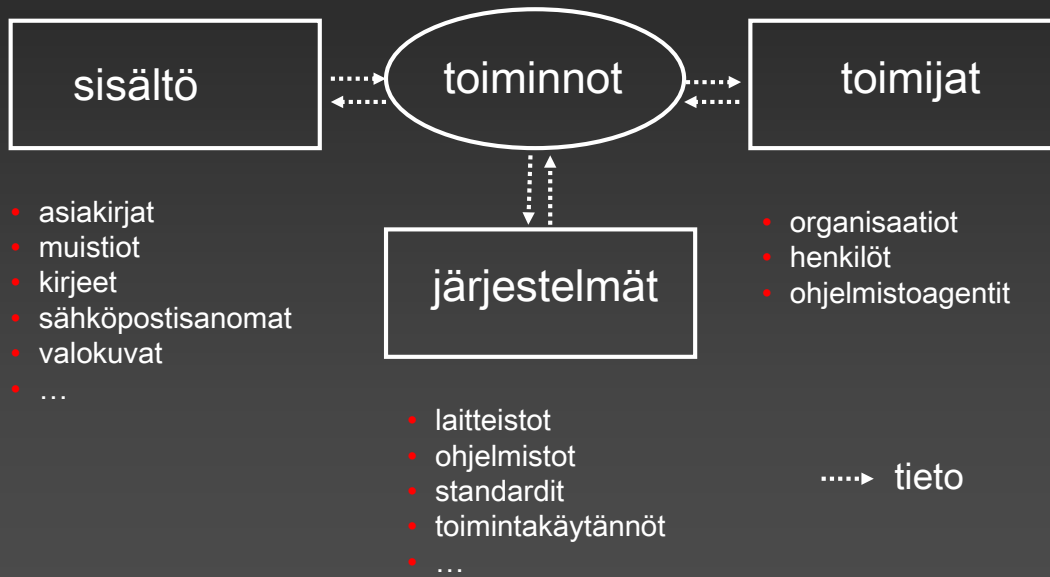 sisältö
toiminnot
toimijat
• asiakirjat
• muistiot
• kirjeet
• sähköpostisanomat
• valokuvat
• …
järjestelmät
• organisaatiot
• henkilöt
• ohjelmistoagentit
• laitteistot
• ohjelmistot
• standardit
• toimintakäytännöt
• …
tieto